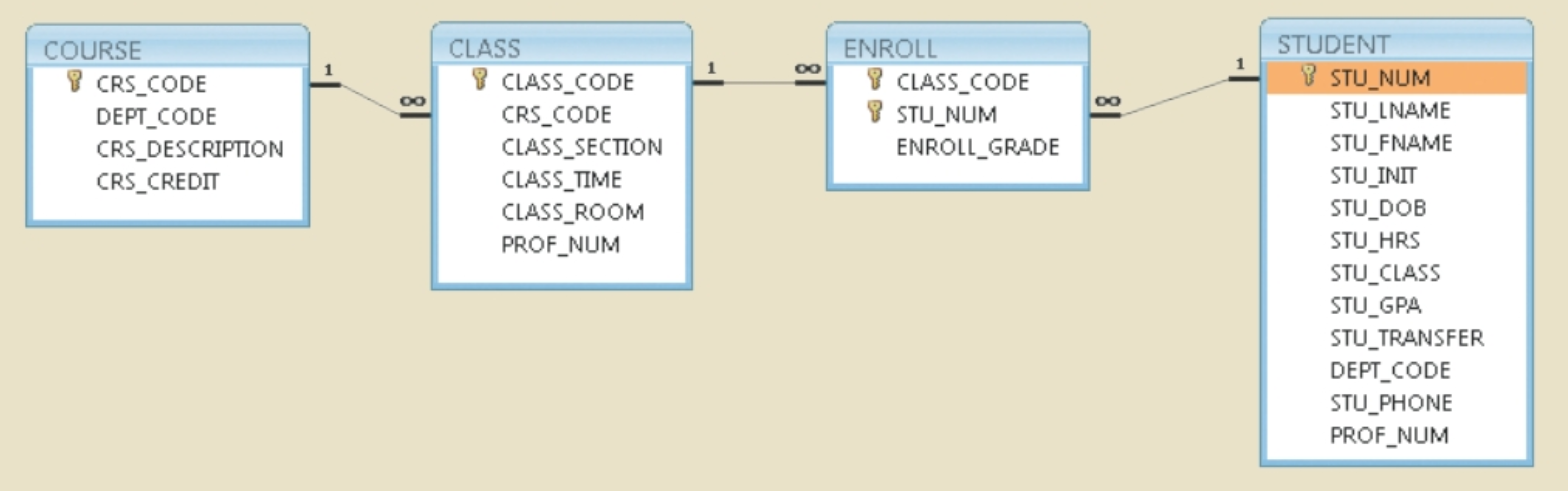 COURSE
CRS_CODE
DEPT_CODE
CRS_DESCRIPTION
CRS_CREDIT
1
∞
CLASS
CLASS_CODE
CRS_CODE
CLASS_SECTION
CLASS_TIME
CLASS_ROOM
PROF_NUM
1
∞
ENROLL
CLASS_CODE
STU_NUM
ENROLL_GRADE
∞
1
STUDENT
STU_NUM
STU_LNAME
STU_FNAME
STU_INIT
STU_DOB
STU_HRS
STU_CLASS
STU_GPA
STU_TRANSFER
DEPT_CODE
STU_PHONE
PROF_NUM